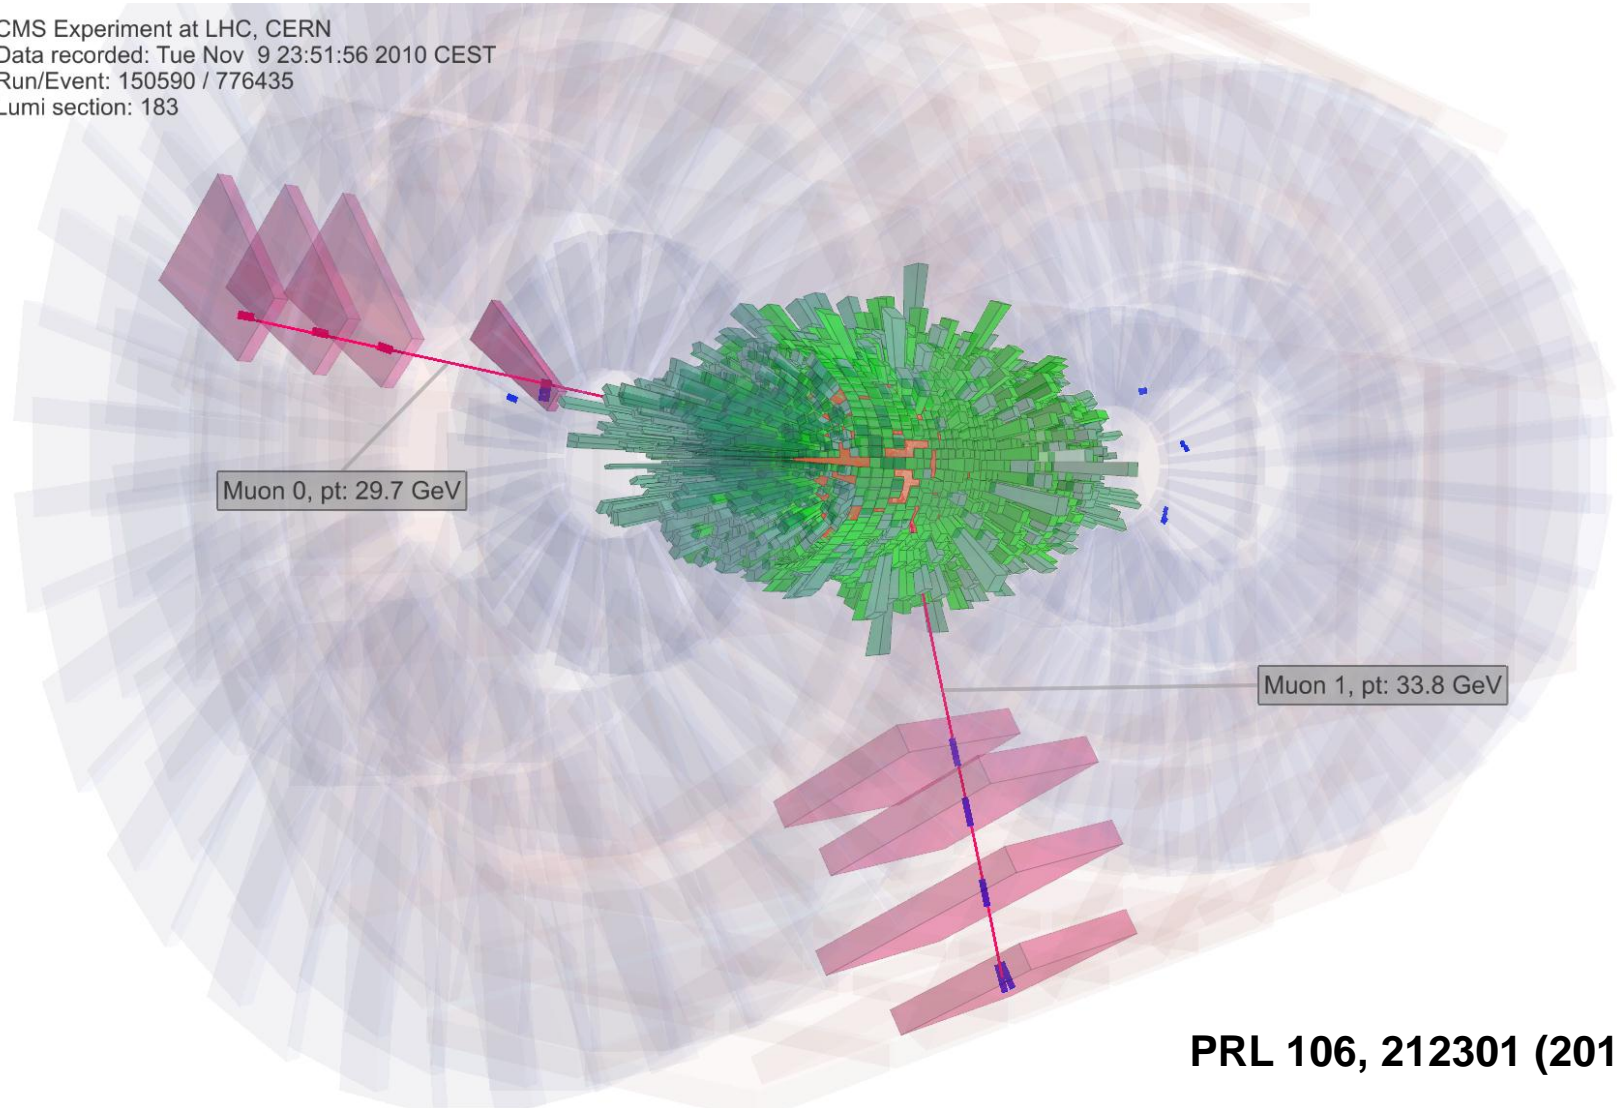 CMS Experiment at LHC, CERN
Data recorded: Tue Nov  9 23:51:56 2010 CEST
Run/Event: 150590 / 776435
Lumi section: 183
Muon 0, pt: 29.7 GeV
Muon 1, pt: 33.8 GeV
PRL 106, 212301 (201